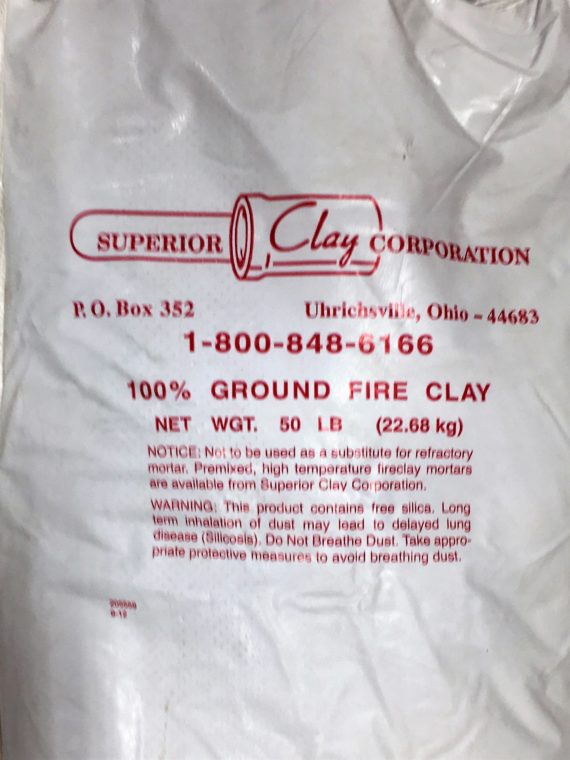 SUPERIOR Clay CORPORATION
P.O. Box 352 Uhrichsville, Ohio - 44683
1-800-848-6166
100% GROUND FIRE CLAY
NET WGT. 50 LB (22.68 kg)
NOTICE: Not to be used as a substitute for refractory
mortar. Premixed, high temperature fireclay mortars
are available from Superior Clay Corporation.
WARNING: This product contains free silica. Long
term inhalation of dust may lead to delayed lung
disease (Silicosis). Do Not Breathe Dust. Take appro-
priate protective measures to avoid breathing dust.